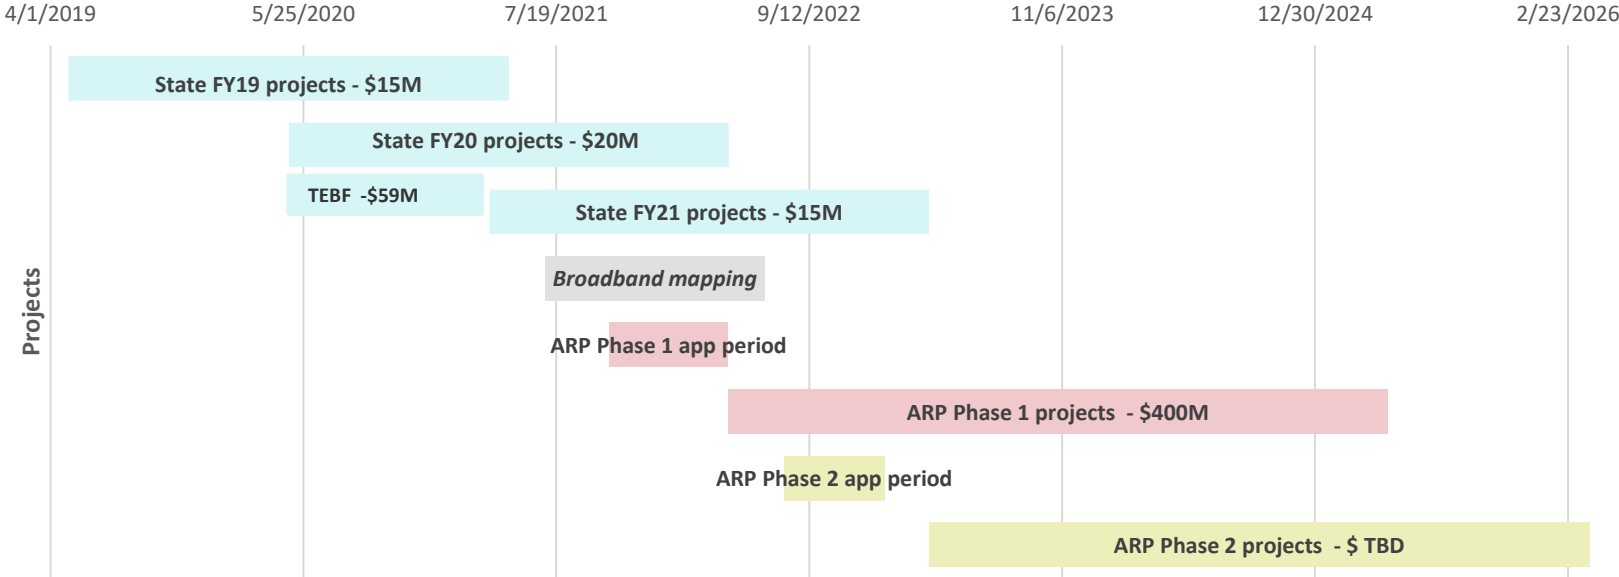 4/1/2019 5/25/2020 7/19/2021 9/12/2022 11/6/2023 12/30/2024 2/23/2026
State FY19 projects - $15M
State FY20 projects - $20M
TEBF -$59M
State FY21 projects - $15M
Broadband mapping
Projects
ARP Phase 1 app period
ARP Phase 1 projects - $400M
ARP Phase 2 app period
ARP Phase 2 projects - $ TBD